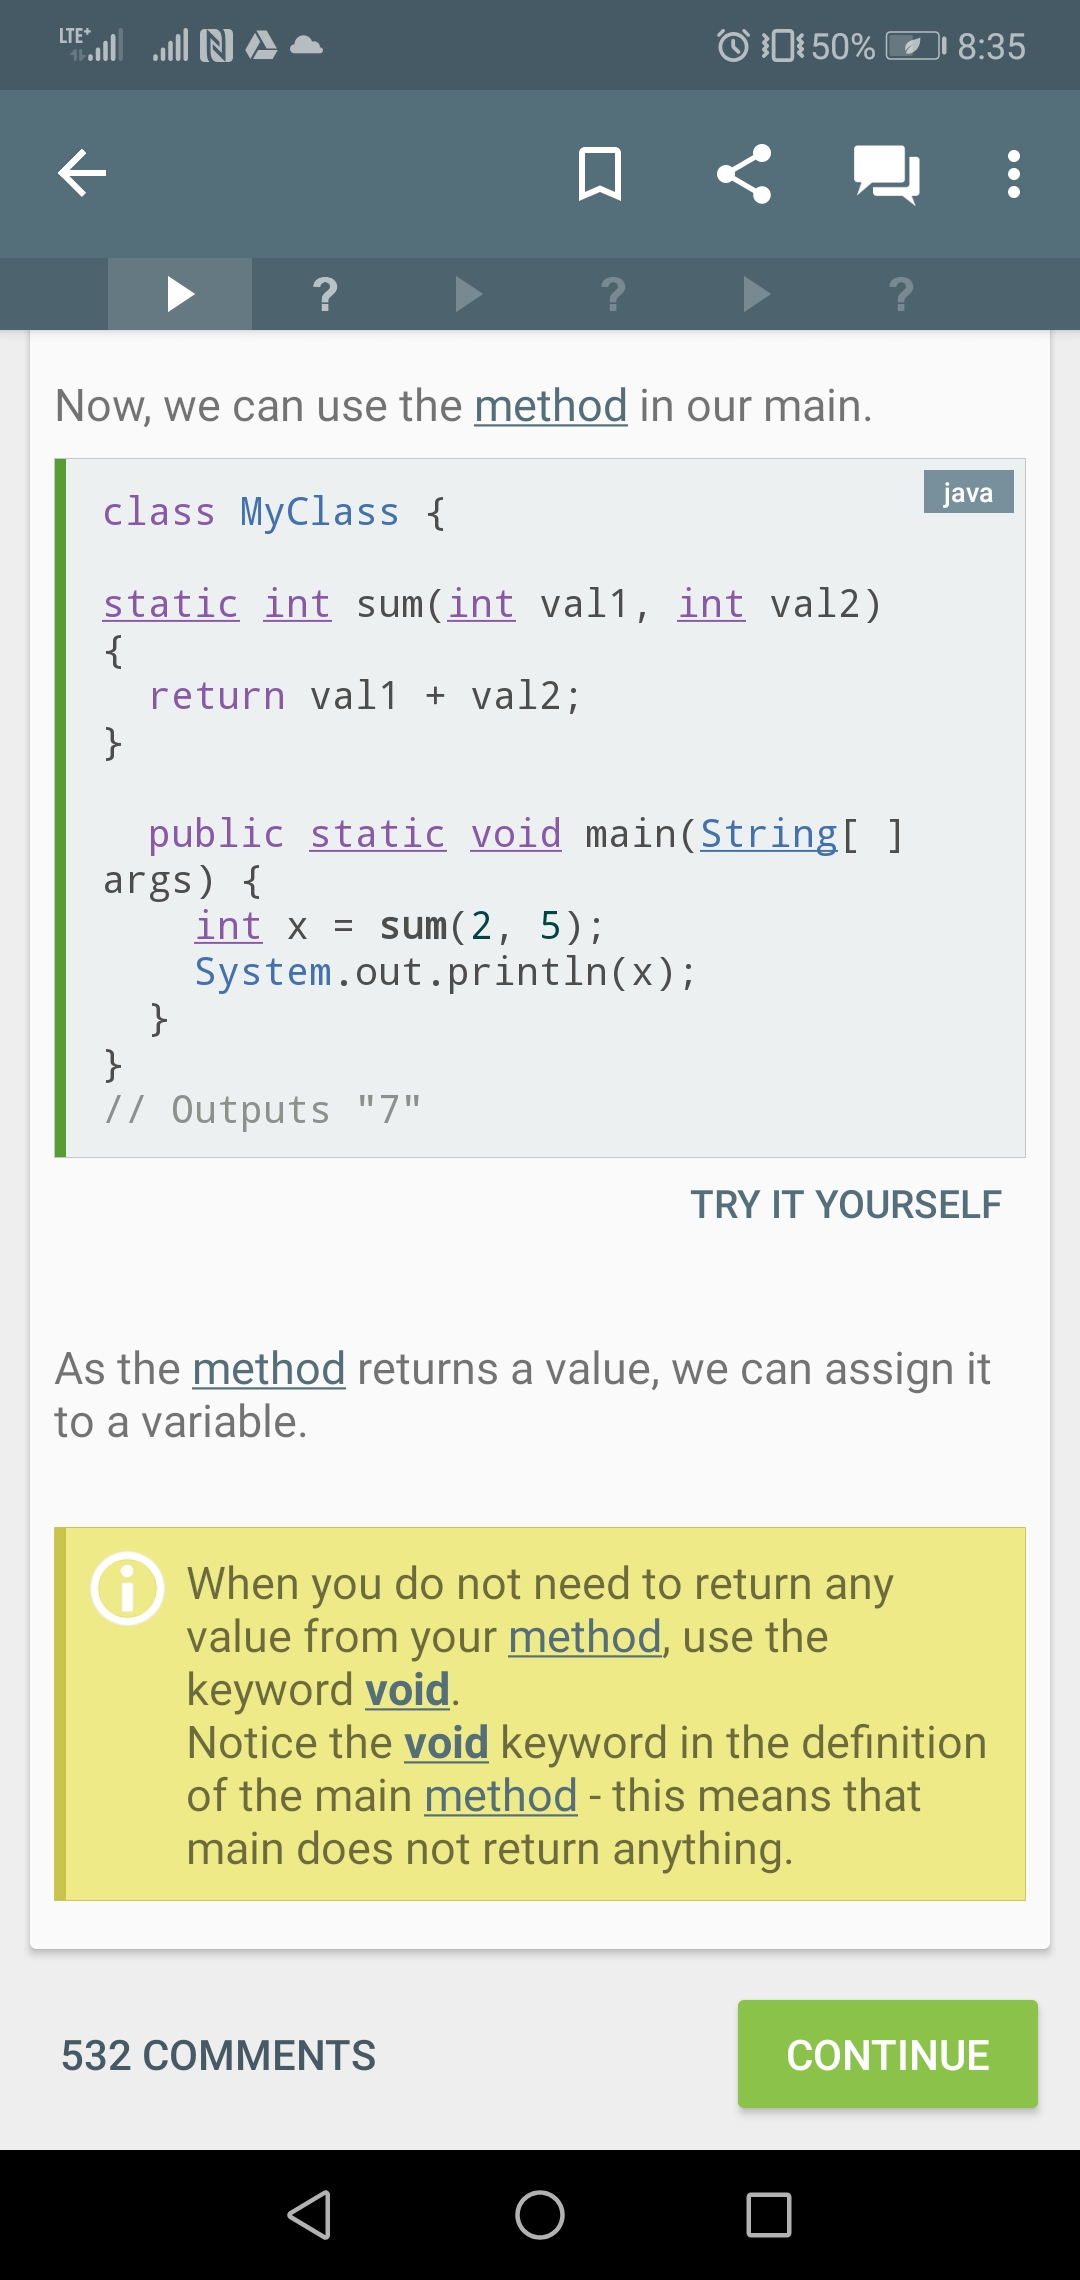 LTE+ 50% 8:35
? ? ?
Now, we can use the method in our main.
java
class MyClass {
static int sum(int val1, int val2)
{
return val1 + val2;
}
public static void main(String[ ]
args) {
int x = sum(2, 5);
System.out.println(x);
}
}
// Outputs "7"
TRY IT YOURSELF
As the method returns a value, we can assign it
to a variable.
When you do not need to return any
value from your method, use the
keyword void.
Notice the void keyword in the definition
of the main method - this means that
main does not return anything.
532 COMMENTS
CONTINUE